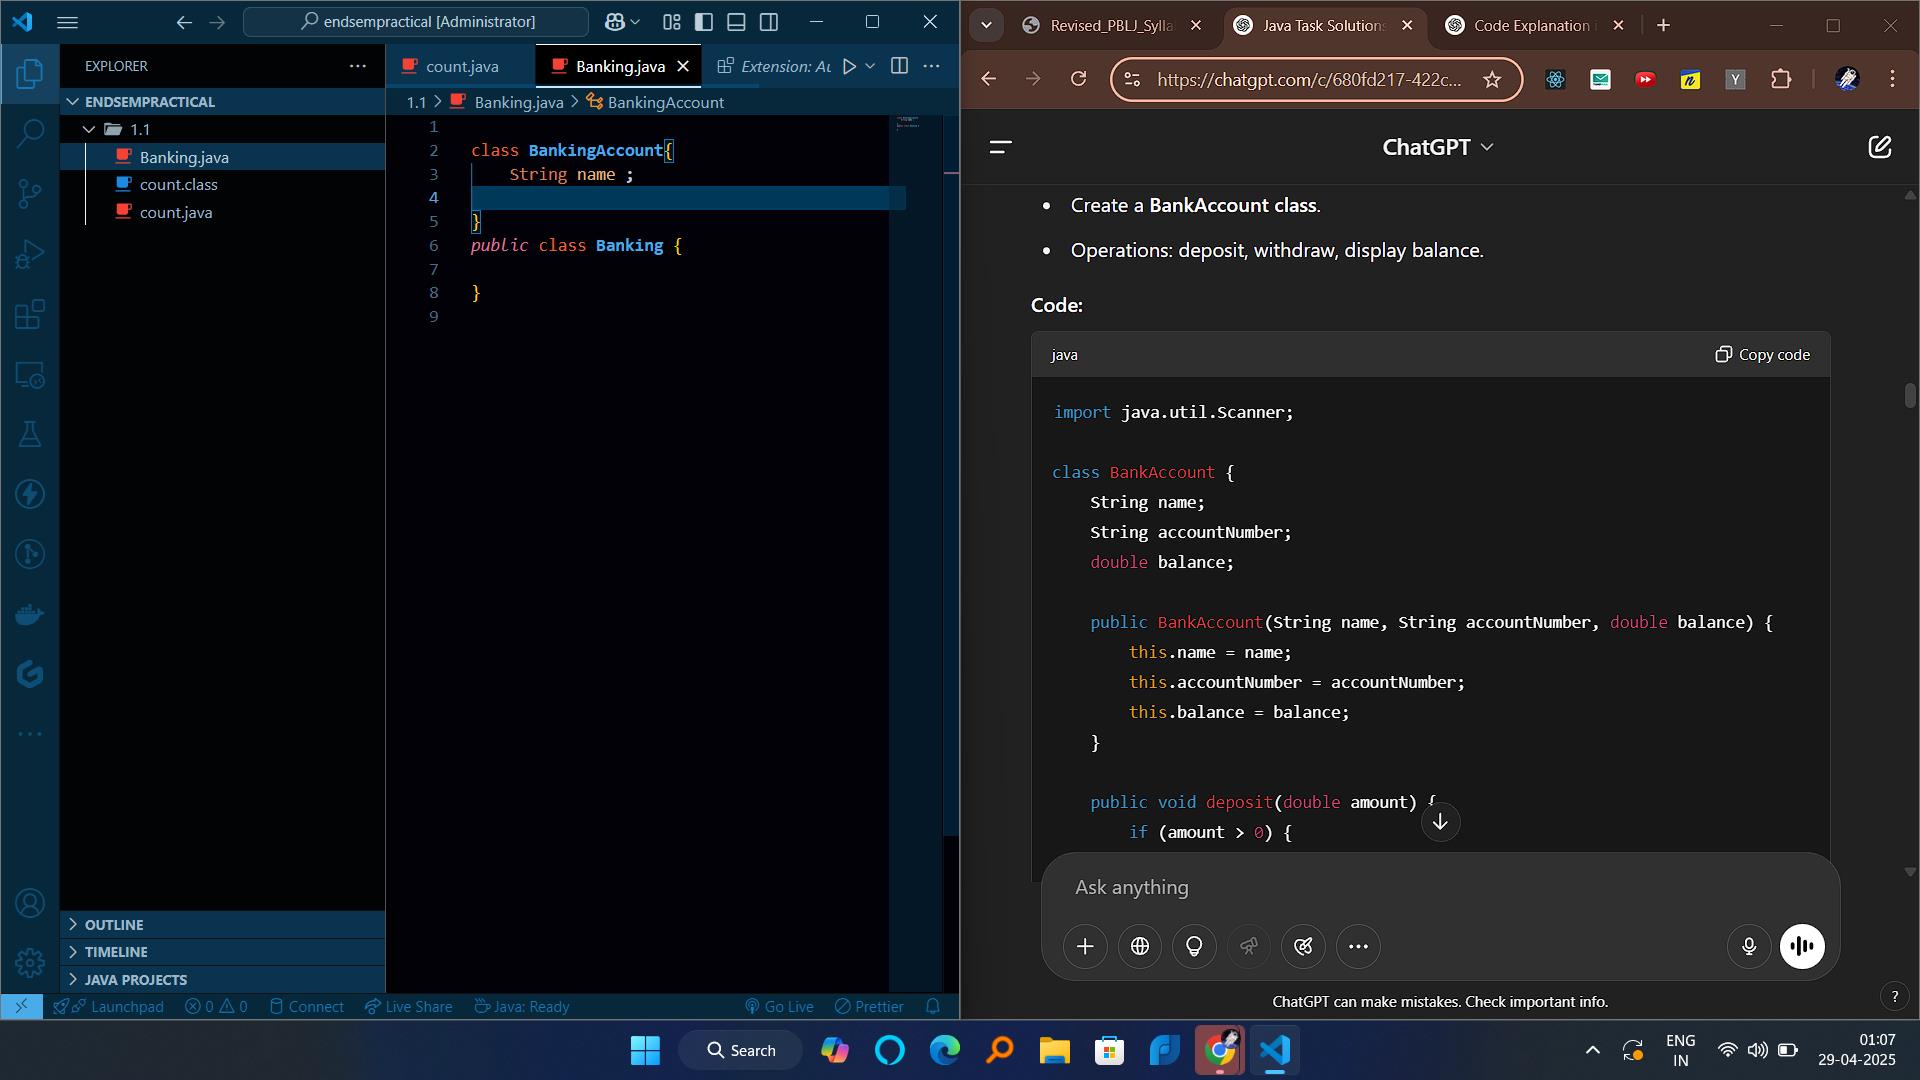 endsempractical [Administrator]
EXPLORER
ENDSEMPRACTICAL
1.1
Banking.java
count.class
count.java
OUTLINE
TIMELINE
JAVA PROJECTS
count.java
Banking.java
Extension: Au
1.1 > Banking.java > BankingAccount
1
2 class BankingAccount{
3 String name ;
4
5 }
6 public class Banking {
7
8 }
9
Launchpad 0 0 Connect Live Share Java: Ready Go Live Prettier
Revised_PBLJ_Sylla
Java Task Solutions
Code Explanation
https://chatgpt.com/c/680fd217-422c...
ChatGPT
• Create a BankAccount class.
• Operations: deposit, withdraw, display balance.
Code:
java
Copy code
import java.util.Scanner;
class BankAccount {
String name;
String accountNumber;
double balance;
public BankAccount(String name, String accountNumber, double balance) {
this.name = name;
this.accountNumber = accountNumber;
this.balance = balance;
}
public void deposit(double amount) {
if (amount > 0) {
Ask anything
ChatGPT can make mistakes. Check important info.
?
Search
ENG
IN
01:07
29-04-2025